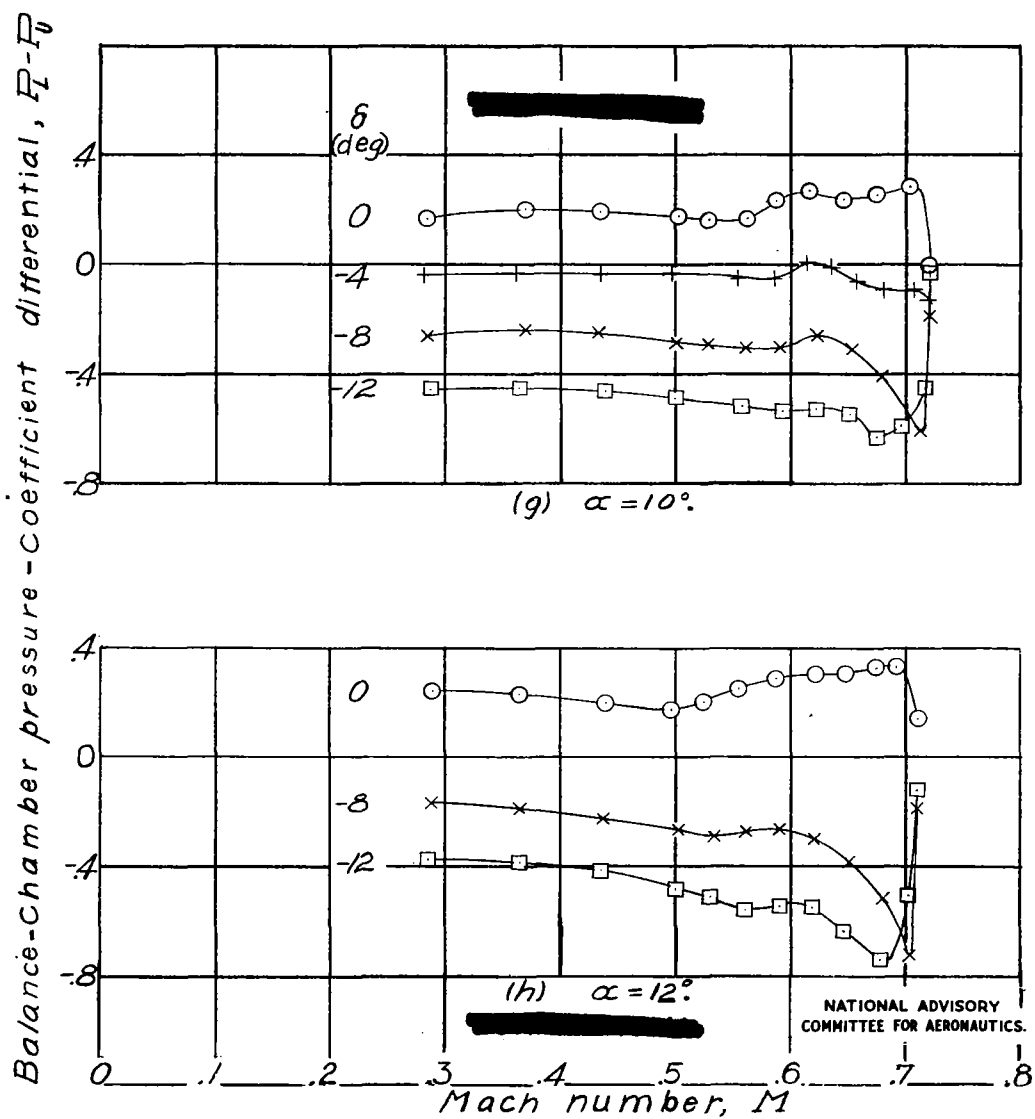 Balance-Chamber pressure-Coefficient differential, P_L-P_U
δ
(deg)
.4
0
0
-4
-8
-.4
-12
-.8
(g) α=10°.
.4
0
0
-8
-.4
-12
-.8
(h) α=12°.
NATIONAL ADVISORY
COMMITTEE FOR AERONAUTICS.
0 .1 .2 .3 .4 .5 .6 .7 .8
Mach number, M